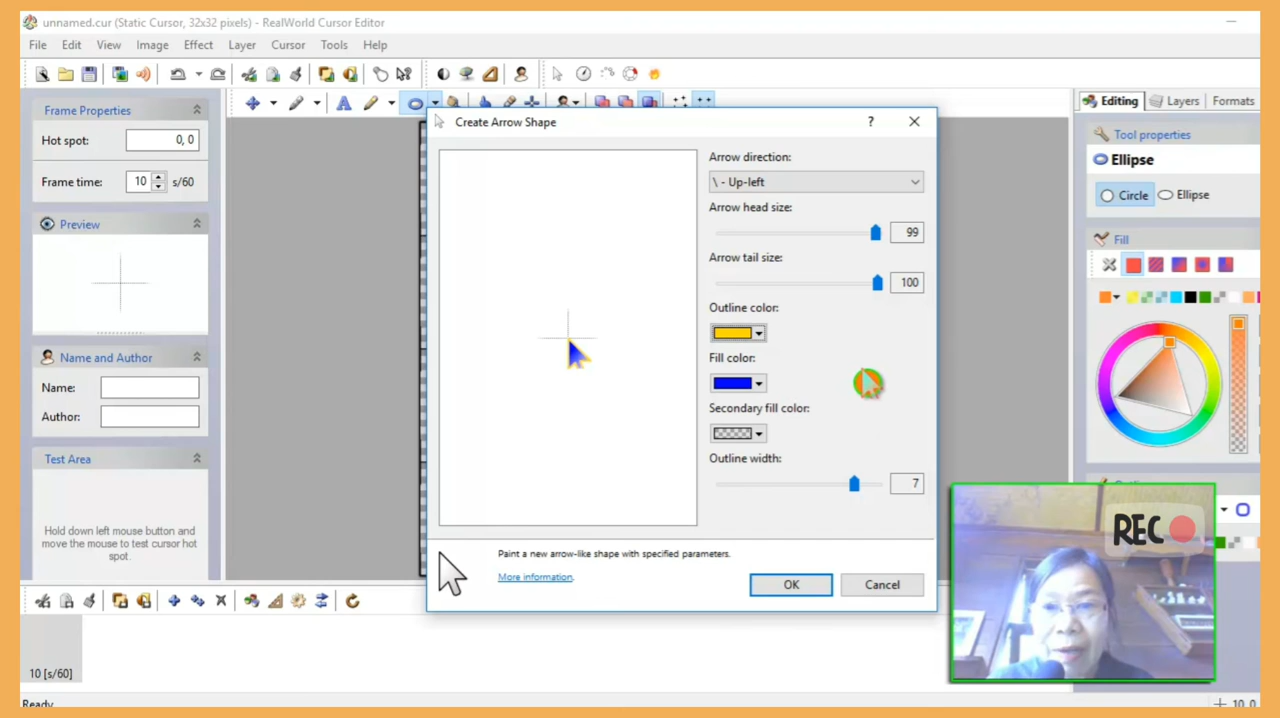 unnamed.cur (Static Cursor, 32x32 pixels) - RealWorld Cursor Editor
File Edit View Image Effect Layer Cursor Tools Help
Frame Properties
Hot spot: 0, 0
Frame time: 10 s/60
Preview
Name and Author
Name:
Author:
Test Area
Hold down left mouse button and
move the mouse to test cursor hot
spot.
10 [s/60]
Ready
Create Arrow Shape ? 
Arrow direction:
\ - Up-left
Arrow head size:
99
Arrow tail size:
100
Outline color:
Fill color:
Secondary fill color:
Outline width:
7
Paint a new arrow-like shape with specified parameters.
More information.
OK Cancel
Editing Layers Formats
Tool properties
Ellipse
Circle Ellipse
Fill
REC
10, 0